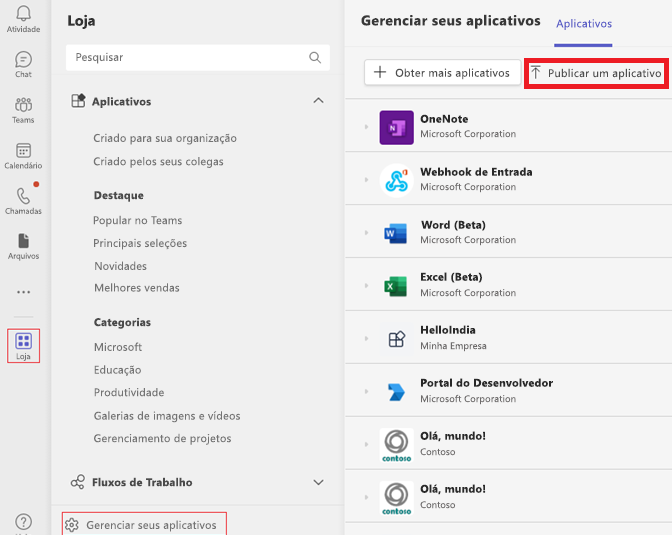 Atividade
Chat
Teams
Calendário
Chamadas
Arquivos
Loja
Loja
Pesquisar
Aplicativos
Criado para sua organização
Criado pelos seus colegas
Destaque
Popular no Teams
Principais seleções
Novidades
Melhores vendas
Categorias
Microsoft
Educação
Produtividade
Galerias de imagens e vídeos
Gerenciamento de projetos
Fluxos de Trabalho
Gerenciar seus aplicativos
Gerenciar seus aplicativos Aplicativos
Obter mais aplicativos Publicar um aplicativo
OneNote
Microsoft Corporation
Webhook de Entrada
Microsoft Corporation
Word (Beta)
Microsoft Corporation
Excel (Beta)
Microsoft Corporation
HelloIndia
Minha Empresa
Portal do Desenvolvedor
Microsoft Corporation
Olá, mundo!
Contoso
contoso
Olá, mundo!
Contoso
contoso